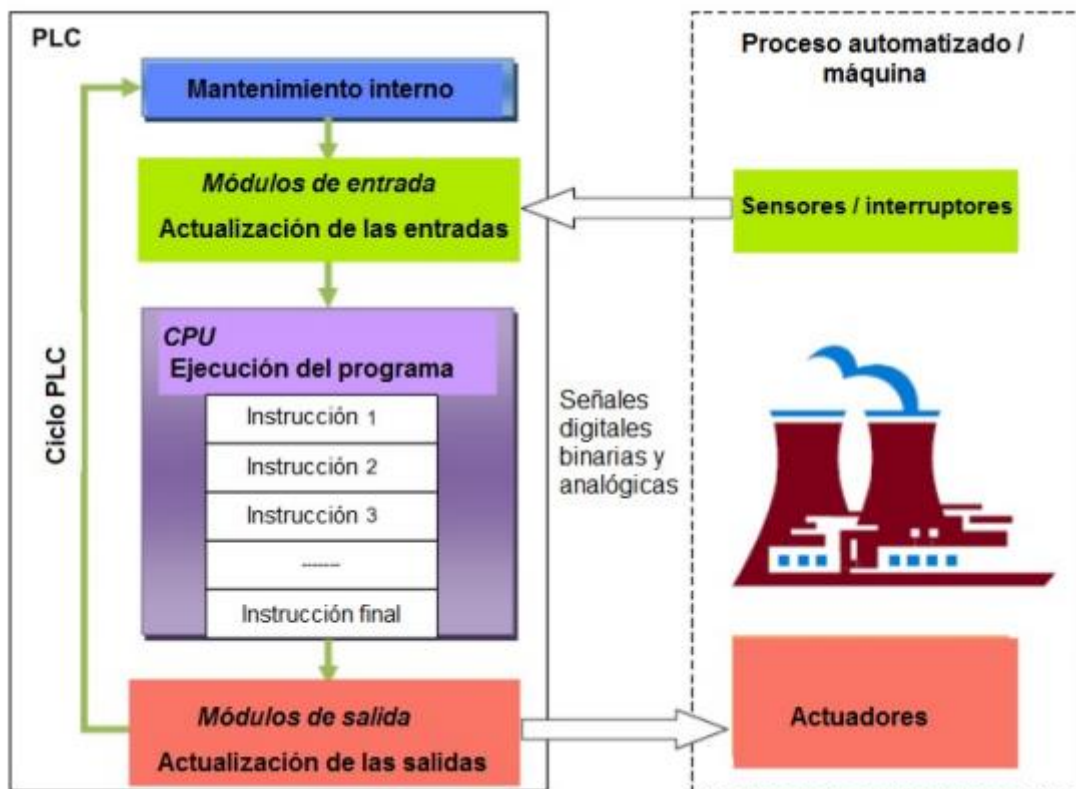 PLC
Mantenimiento interno
Módulos de entrada
Actualización de las entradas
CPU
Ejecución del programa
Instrucción 1
Instrucción 2
Instrucción 3
-------
Instrucción final
Módulos de salida
Actualización de las salidas
Ciclo PLC
Señales
digitales
binarias y
analógicas
Proceso automatizado /
máquina
Sensores / interruptores
Actuadores